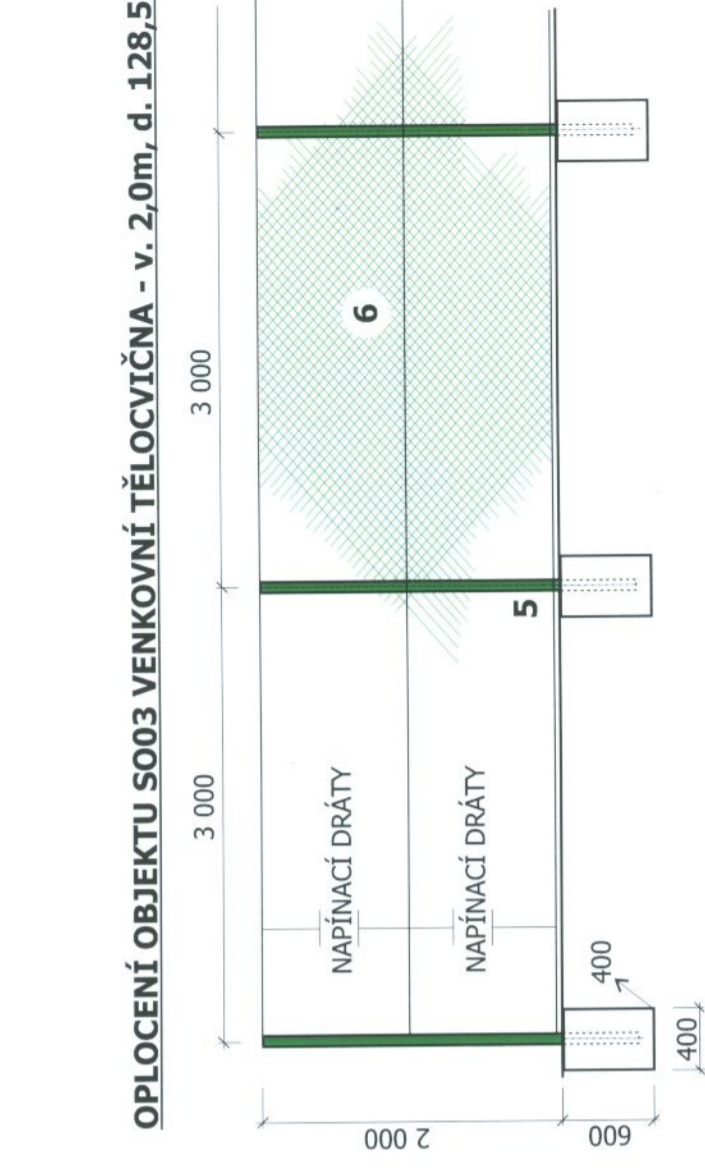 OPLOCENÍ OBJEKTU SO03 VENKOVNÍ TĚLOCVIČNA - v. 2,0m, d. 128,5
3 000
3 000
NAPÍNACÍ DRÁTY
6
NAPÍNACÍ DRÁTY
5
2 000
600
400
400